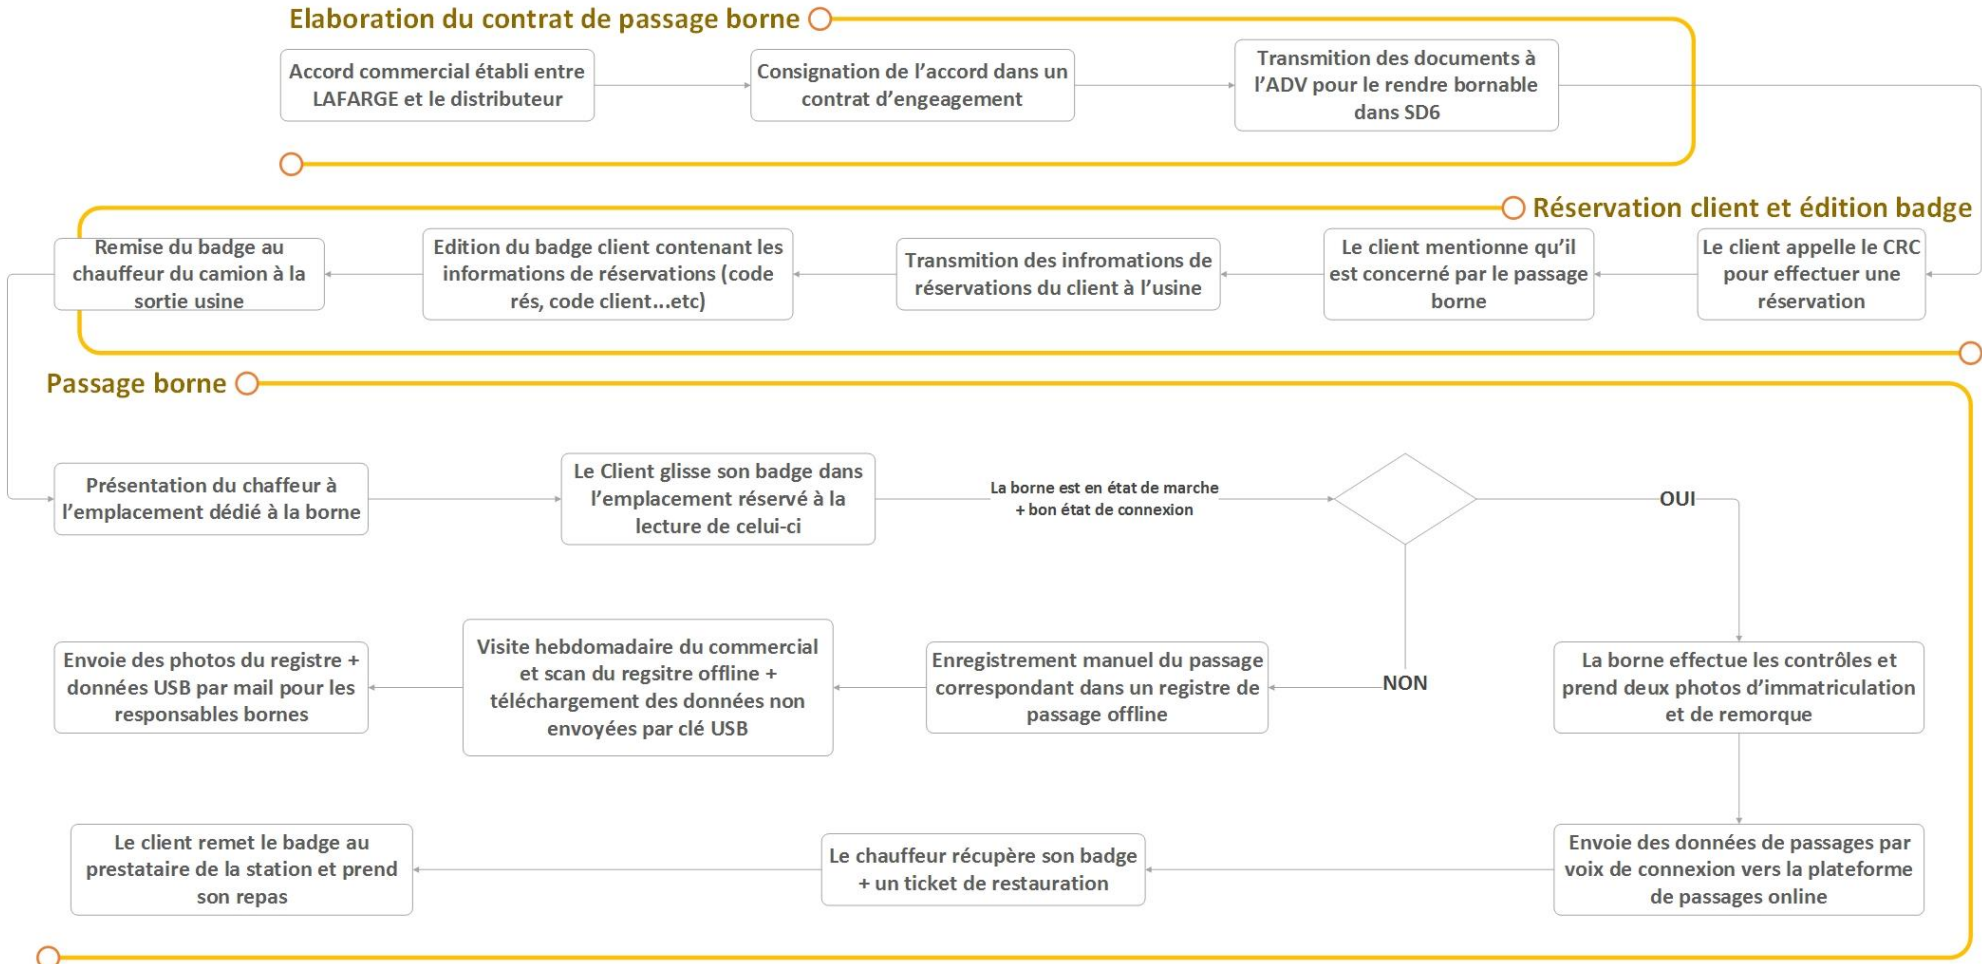 Elaboration du contrat de passage borne
Accord commercial établi entre
LAFARGE et le distributeur
Consignation de l'accord dans un
contrat d'engeagement
Transmition des documents à
l'ADV pour le rendre bornable
dans SD6
Réservation client et édition badge
Le client appelle le CRC
pour effectuer une
réservation
Le client mentionne qu'il
est concerné par le passage
borne
Transmition des infromations de
réservations du client à l'usine
Edition du badge client contenant les
informations de réservations (code
rés, code client...etc)
Remise du badge au
chauffeur du camion à la
sortie usine
Passage borne
Présentation du chaffeur à
l'emplacement dédié à la borne
Le Client glisse son badge dans
l'emplacement réservé à la
lecture de celui-ci
La borne est en état de marche
+ bon état de connexion
OUI
NON
La borne effectue les contrôles et
prend deux photos d'immatriculation
et de remorque
Enregistrement manuel du passage
correspondant dans un registre de
passage offline
Visite hebdomadaire du commercial
et scan du regsitre offline +
téléchargement des données non
envoyées par clé USB
Envoie des photos du registre +
données USB par mail pour les
responsables bornes
Envoie des données de passages par
voix de connexion vers la plateforme
de passages online
Le chauffeur récupère son badge
+ un ticket de restauration
Le client remet le badge au
prestataire de la station et prend
son repas